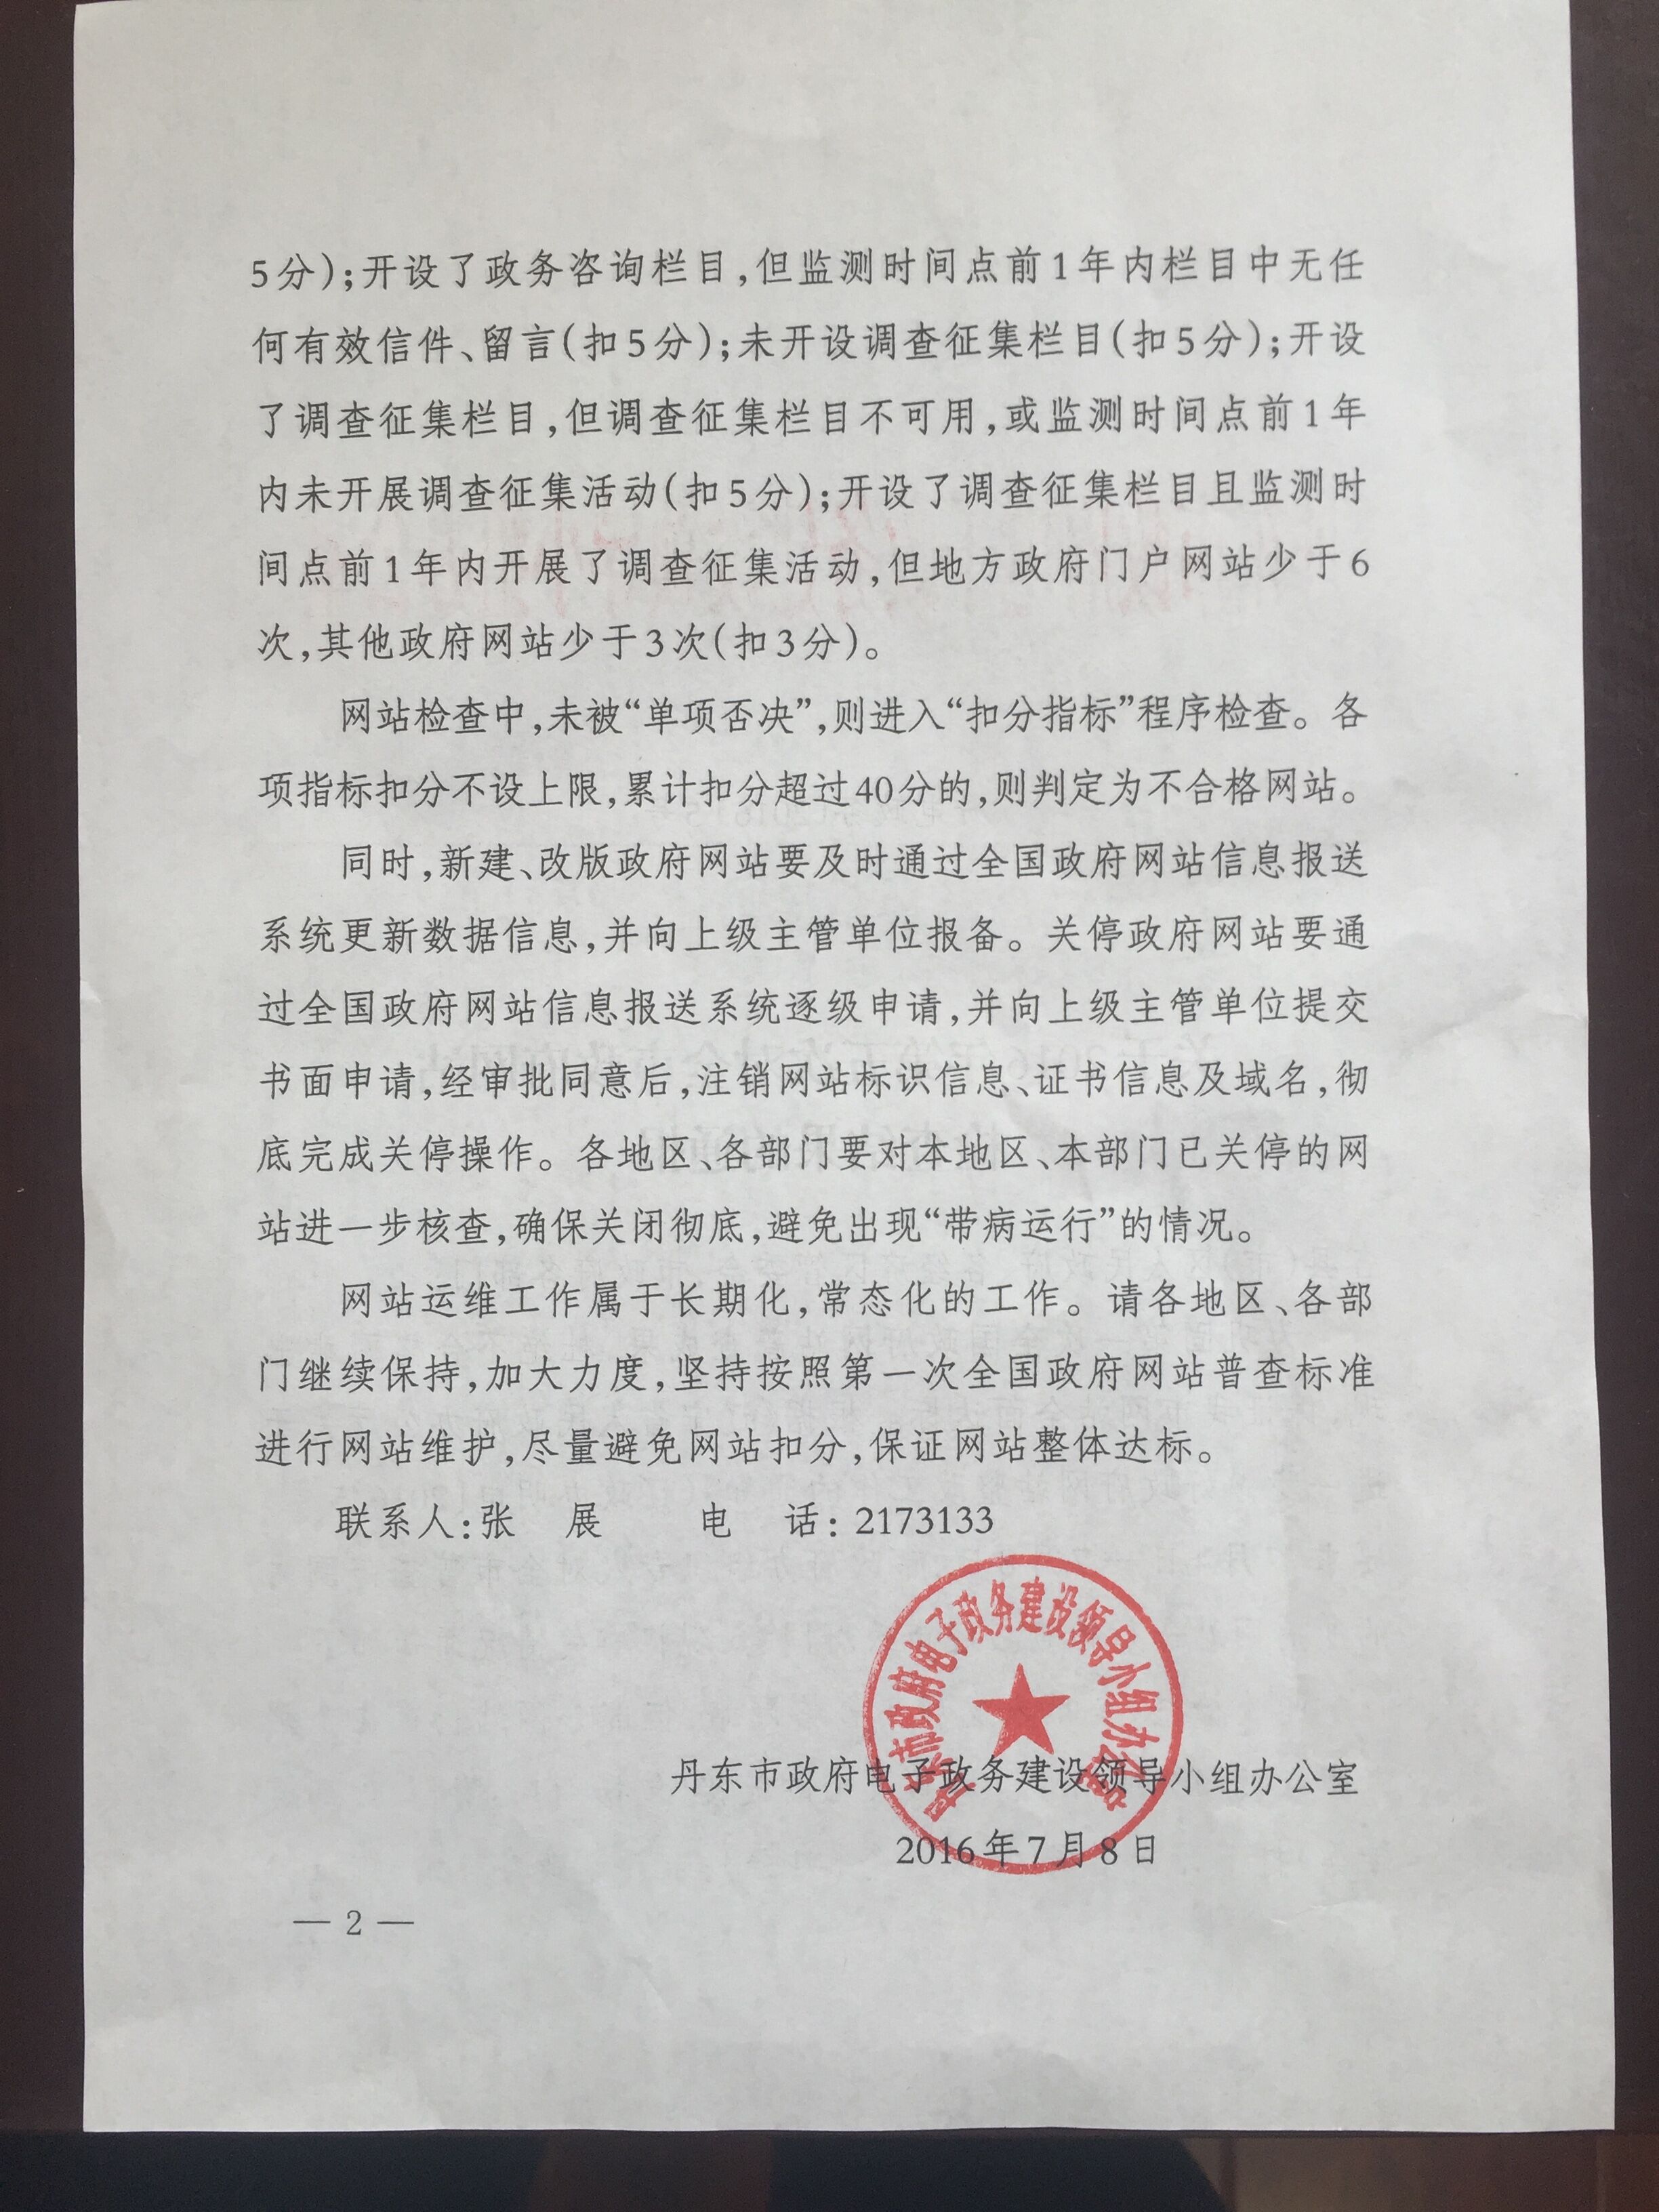 5分);开设了政务咨询栏目,但监测时间点前1年内栏目中无任
何有效信件、留言(扣5分);未开设调查征集栏目(扣5分);开设
了调查征集栏目,但调查征集栏目不可用,或监测时间点前1年
内未开展调查征集活动(扣5分);开设了调查征集栏目且监测时
间点前1年内开展了调查征集活动,但地方政府门户网站少于6
次,其他政府网站少于3次(扣3分)。
网站检查中,未被“单项否决”,则进入“扣分指标”程序检查。各
项指标扣分不设上限,累计扣分超过40分的,则判定为不合格网站。
同时,新建、改版政府网站要及时通过全国政府网站信息报送
系统更新数据信息,并向上级主管单位报备。关停政府网站要通
过全国政府网站信息报送系统逐级申请,并向上级主管单位提交
书面申请,经审批同意后,注销网站标识信息、证书信息及域名,彻
底完成关停操作。各地区、各部门要对本地区、本部门已关停的网
站进一步核查,确保关闭彻底,避免出现“带病运行”的情况。
网站运维工作属于长期化,常态化的工作。请各地区、各部
门继续保持,加大力度,坚持按照第一次全国政府网站普查标准
进行网站维护,尽量避免网站扣分,保证网站整体达标。
联系人:张 展 电 话:2173133
丹东市政府电子政务建设领导小组办公室
丹东市政府电子政务建设领导小组办公室
2016年7月8日
— 2 —